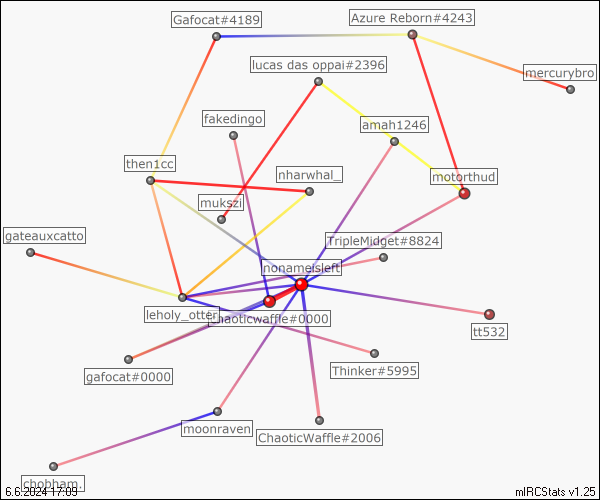 Azure Reborn#4243
Gafocat#4189
lucas das oppai#2396
mercurybro
fakedingo
amah1246
then1cc
nharwhal_
motorthud
mukszi
gateauxcatto
TripleMidget#8824
nonameisleft
leholy_otter
Chaoticwaffle#0000
tt532
Thinker#5995
gafocat#0000
moonraven
ChaoticWaffle#2006
chobham.
6.6.2024 17:09
mIRCStats v1.25